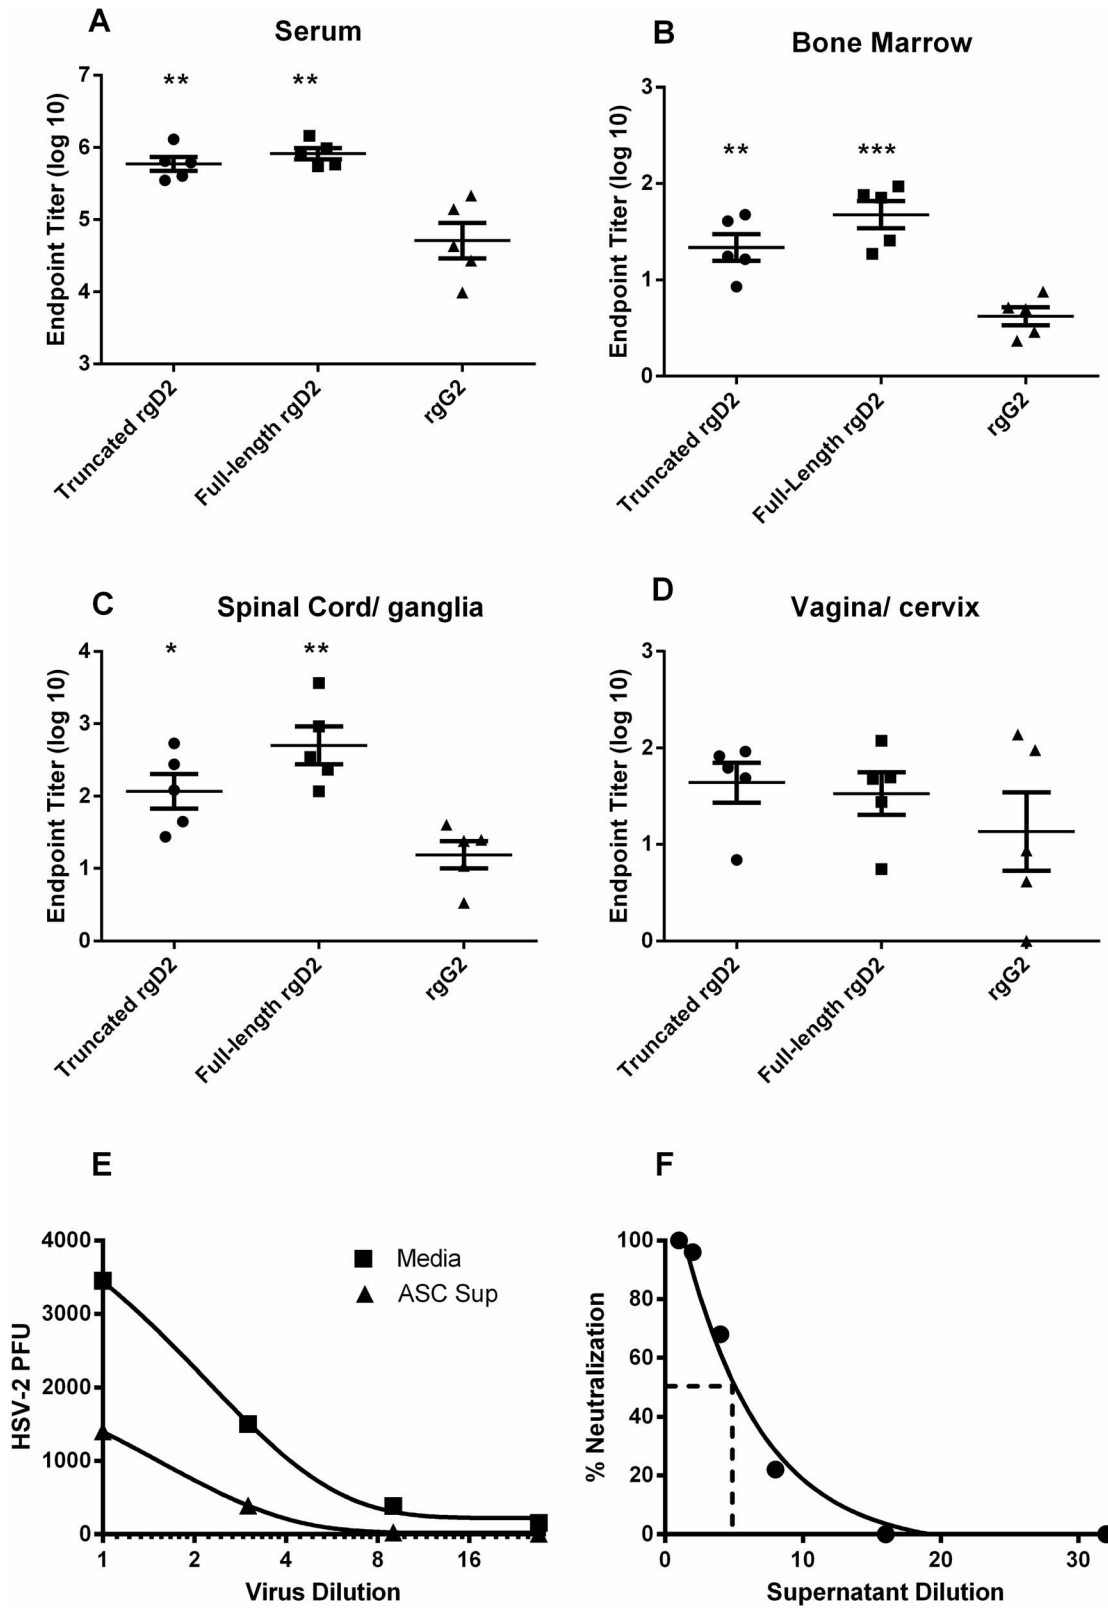 A
Serum
Endpoint Titer (log 10)
7
6
5
4
3
**
**
Truncated rgD2
Full-length rgD2
rgG2
B
Bone Marrow
Endpoint Titer (log 10)
3
2
1
0
**
***
Truncated rgD2
Full-Length rgD2
rgG2
C
Spinal Cord/ ganglia
Endpoint Titer (log 10)
4
3
2
1
0
*
**
Truncated rgD2
Full-length rgD2
rgG2
D
Vagina/ cervix
Endpoint Titer (log 10)
3
2
1
0
Truncated rgD2
Full-length rgD2
rgG2
E
HSV-2 PFU
4000
3000
2000
1000
0
Media
ASC Sup
1 2 4 8 16
Virus Dilution
F
% Neutralization
100
80
60
40
20
0
0 10 20 30
Supernatant Dilution